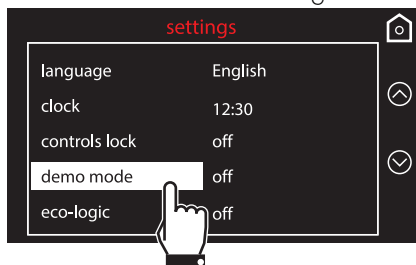 settings
language English
clock 12:30
controls lock off
demo mode off
eco-logic off